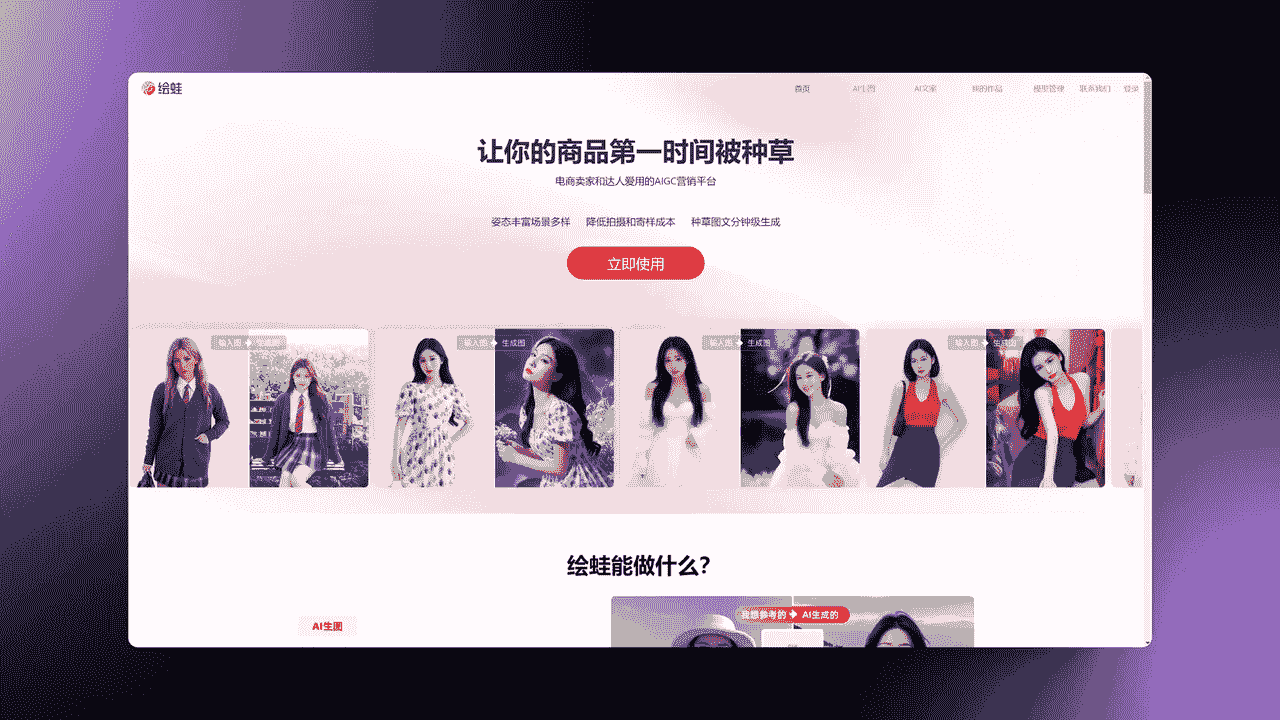 绘蛙
首页 AI生图 AI文案 我的作品 模型管理 联系我们 登录
让你的商品第一时间被种草
电商卖家和达人爱用的AIGC营销平台
姿态丰富场景多样 降低拍摄和寄样成本 种草图文分钟级生成
立即使用
输入图 生成图 输入图 生成图 输入图 生成图 输入图 生成图
绘蛙能做什么?
我想参考的 AI生成的
AI生图